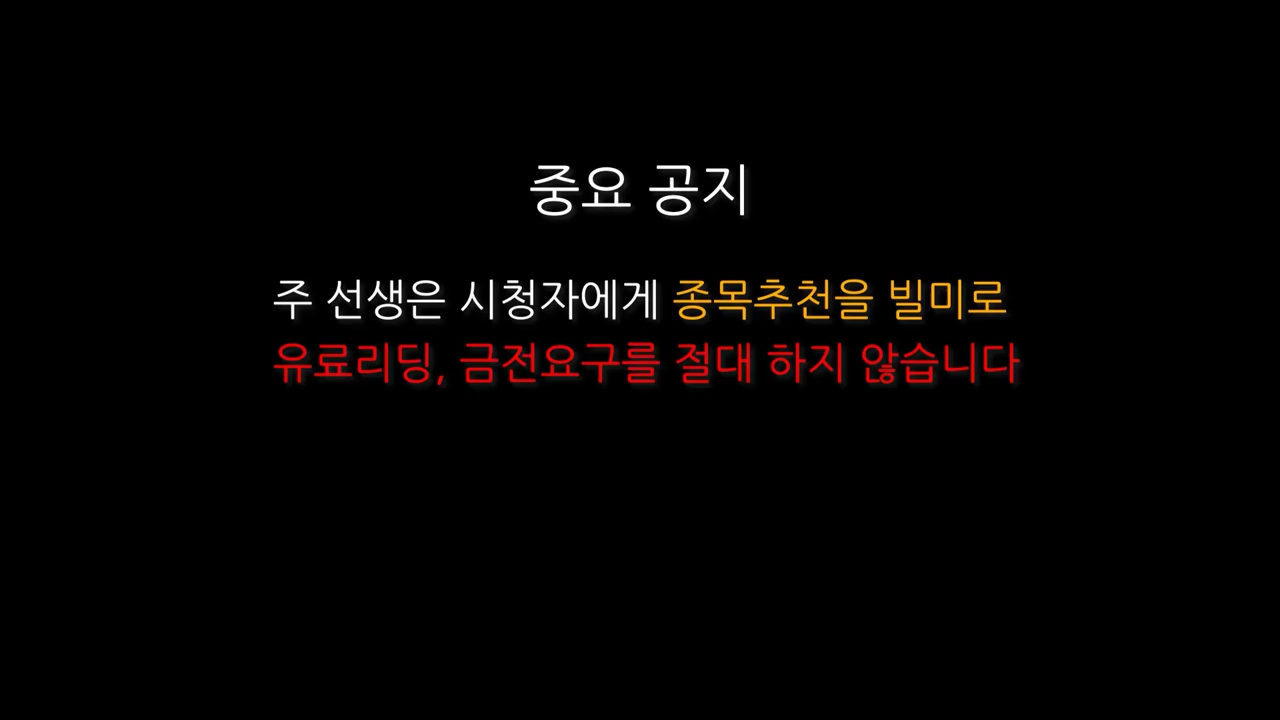 중요 공지
주 선생은 시청자에게 종목추천을 빌미로
유료리딩, 금전요구를 절대 하지 않습니다